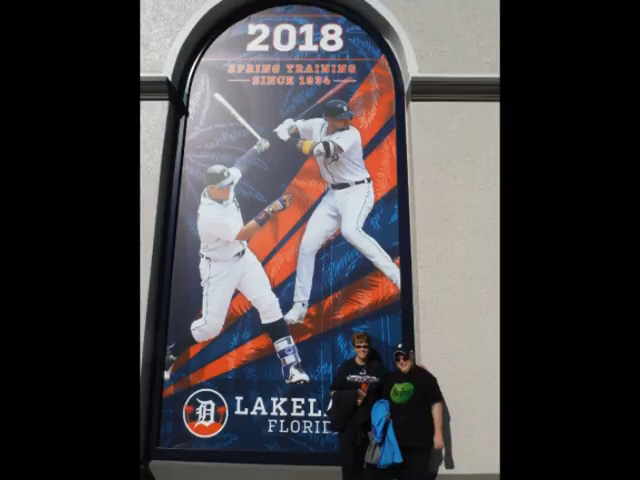 2018
SPRING TRAINING
SINCE 1934
D
LAKEL
FLORID